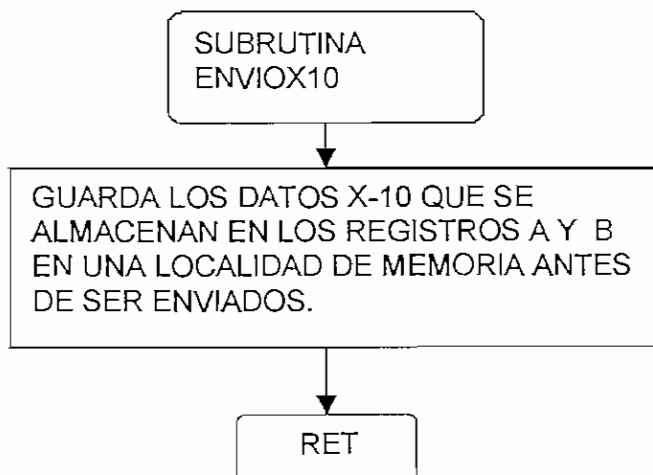 SUBRUTINA
ENVIOX10
GUARDA LOS DATOS X-10 QUE SE
ALMACENAN EN LOS REGISTROS A Y B
EN UNA LOCALIDAD DE MEMORIA ANTES
DE SER ENVIADOS.
RET